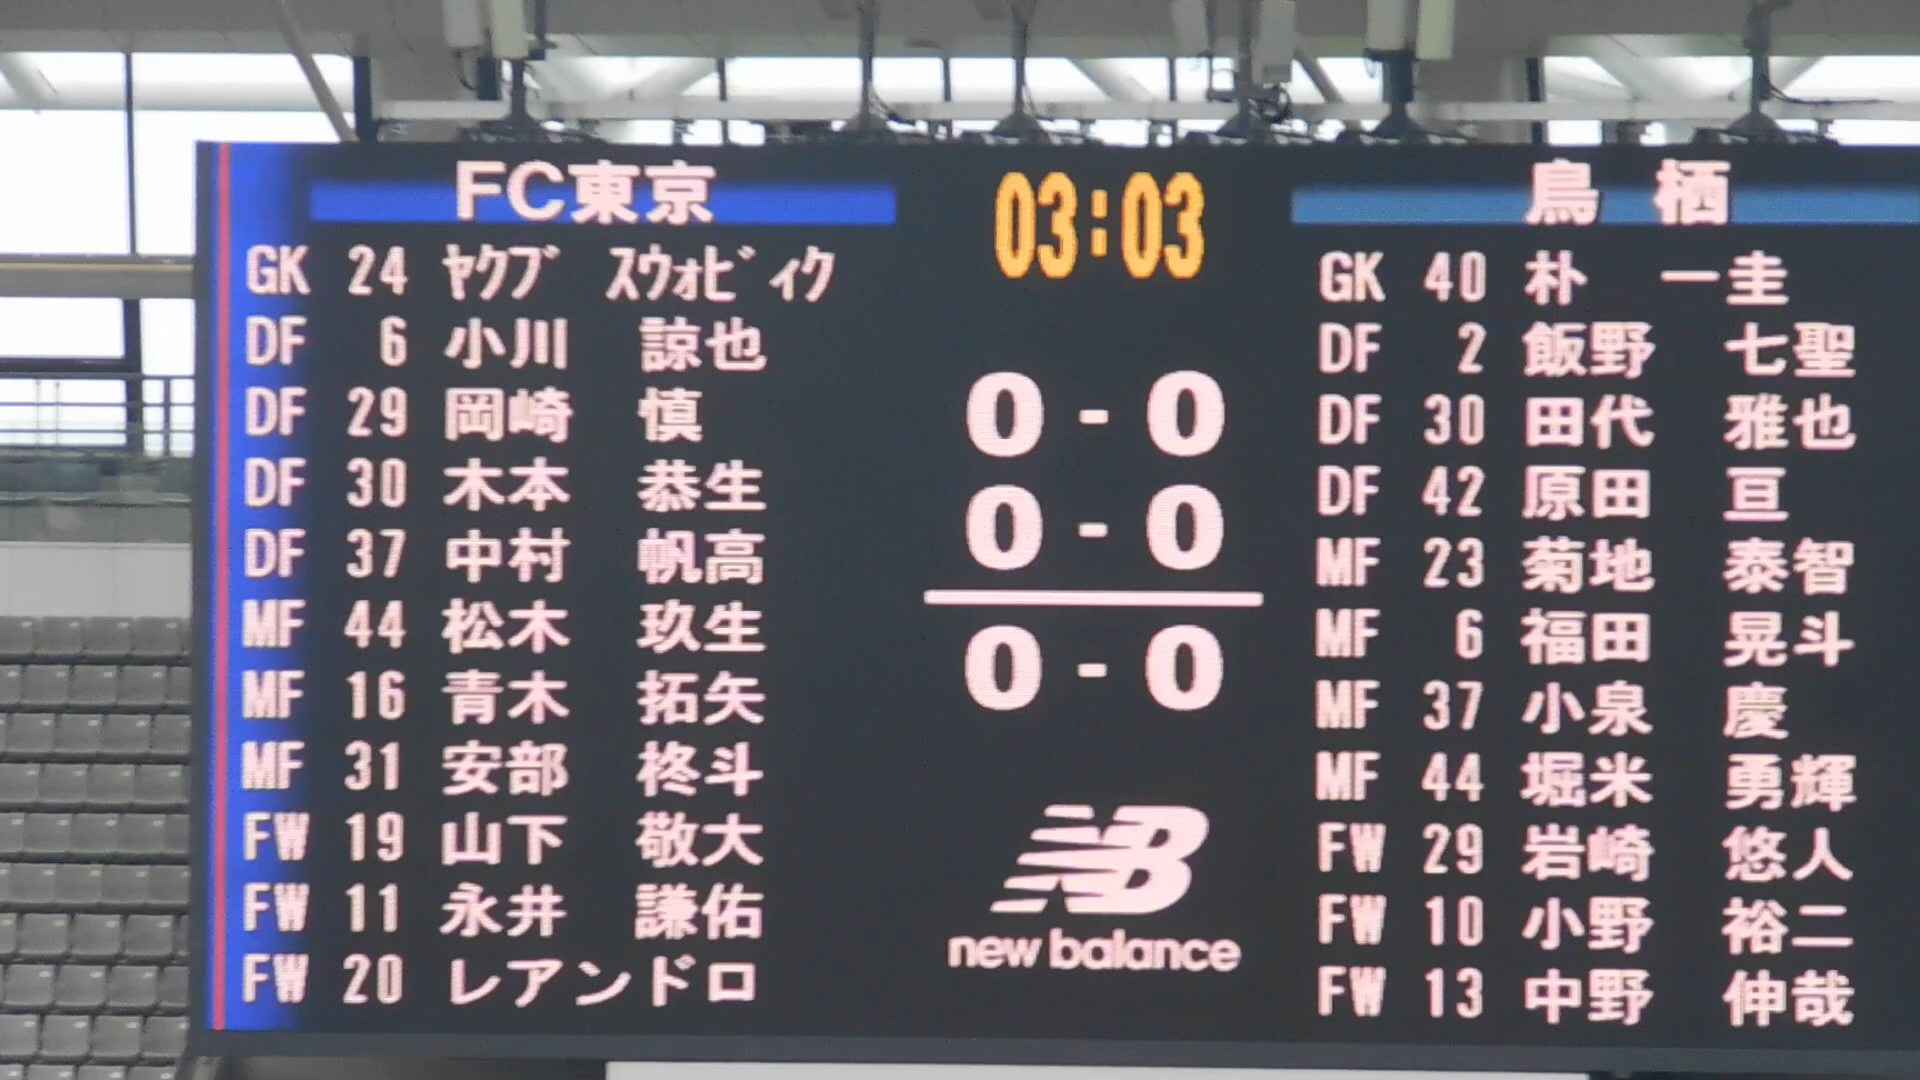 FC東京
GK 24 ﾔｸﾌﾞ ｽｳｫﾋﾞｨｸ
DF 6 小川 諒也
DF 29 岡崎 慎
DF 30 木本 恭生
DF 37 中村 帆高
MF 44 松木 玖生
MF 16 青木 拓矢
MF 31 安部 柊斗
FW 19 山下 敬大
FW 11 永井 謙佑
FW 20 レアンドロ
03:03
0 - 0
0 - 0
0 - 0
NB
new balance
鳥 栖
GK 40 朴 一圭
DF 2 飯野 七聖
DF 30 田代 雅也
DF 42 原田 亘
MF 23 菊地 泰智
MF 6 福田 晃斗
MF 37 小泉 慶
MF 44 堀米 勇輝
FW 29 岩崎 悠人
FW 10 小野 裕二
FW 13 中野 伸哉